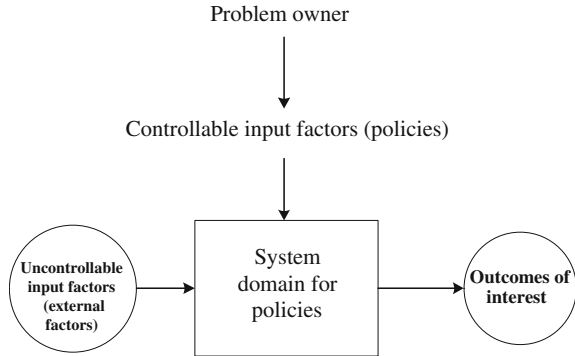 Problem owner
Controllable input factors (policies)
Uncontrollable
input factors
(external
factors)
System
domain for
policies
Outcomes of
interest